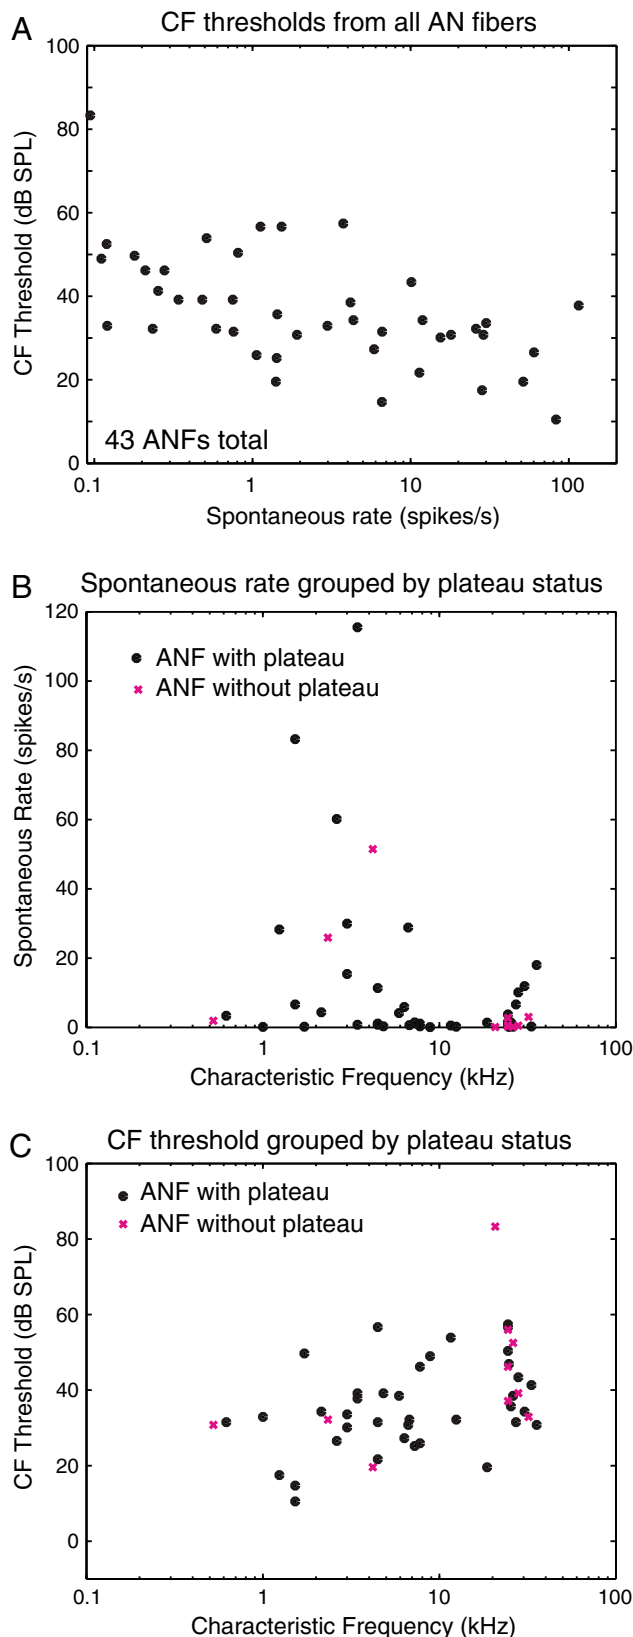 A
CF thresholds from all AN fibers
100
80
60
40
20
0
CF Threshold (dB SPL)
43 ANFs total
0.1 1 10 100
Spontaneous rate (spikes/s)
B
Spontaneous rate grouped by plateau status
120
100
80
60
40
20
0
Spontaneous Rate (spikes/s)
ANF with plateau
ANF without plateau
0.1 1 10 100
Characteristic Frequency (kHz)
C
CF threshold grouped by plateau status
100
80
60
40
20
0
CF Threshold (dB SPL)
ANF with plateau
ANF without plateau
0.1 1 10 100
Characteristic Frequency (kHz)